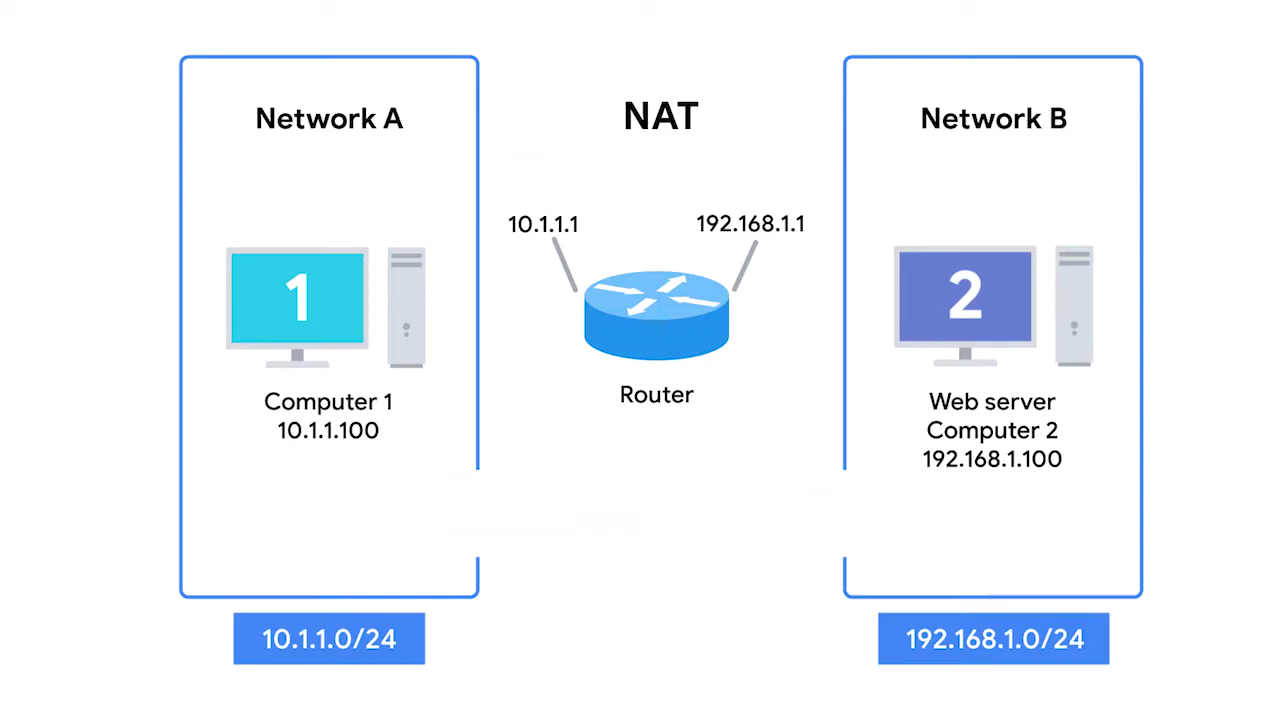 Network A
1
Computer 1
10.1.1.100
10.1.1.0/24
NAT
10.1.1.1
192.168.1.1
Router
Network B
2
Web server
Computer 2
192.168.1.100
192.168.1.0/24